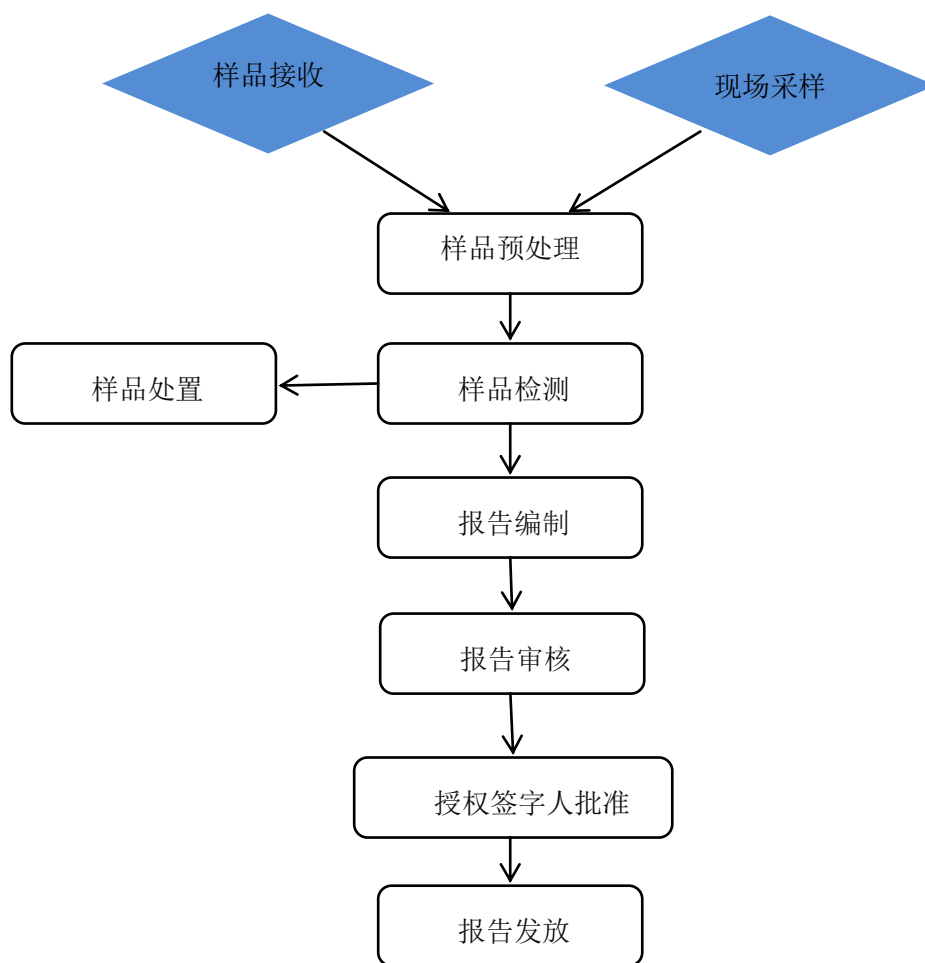 样品接收
现场采样
样品预处理
样品处置
样品检测
报告编制
报告审核
授权签字人批准
报告发放